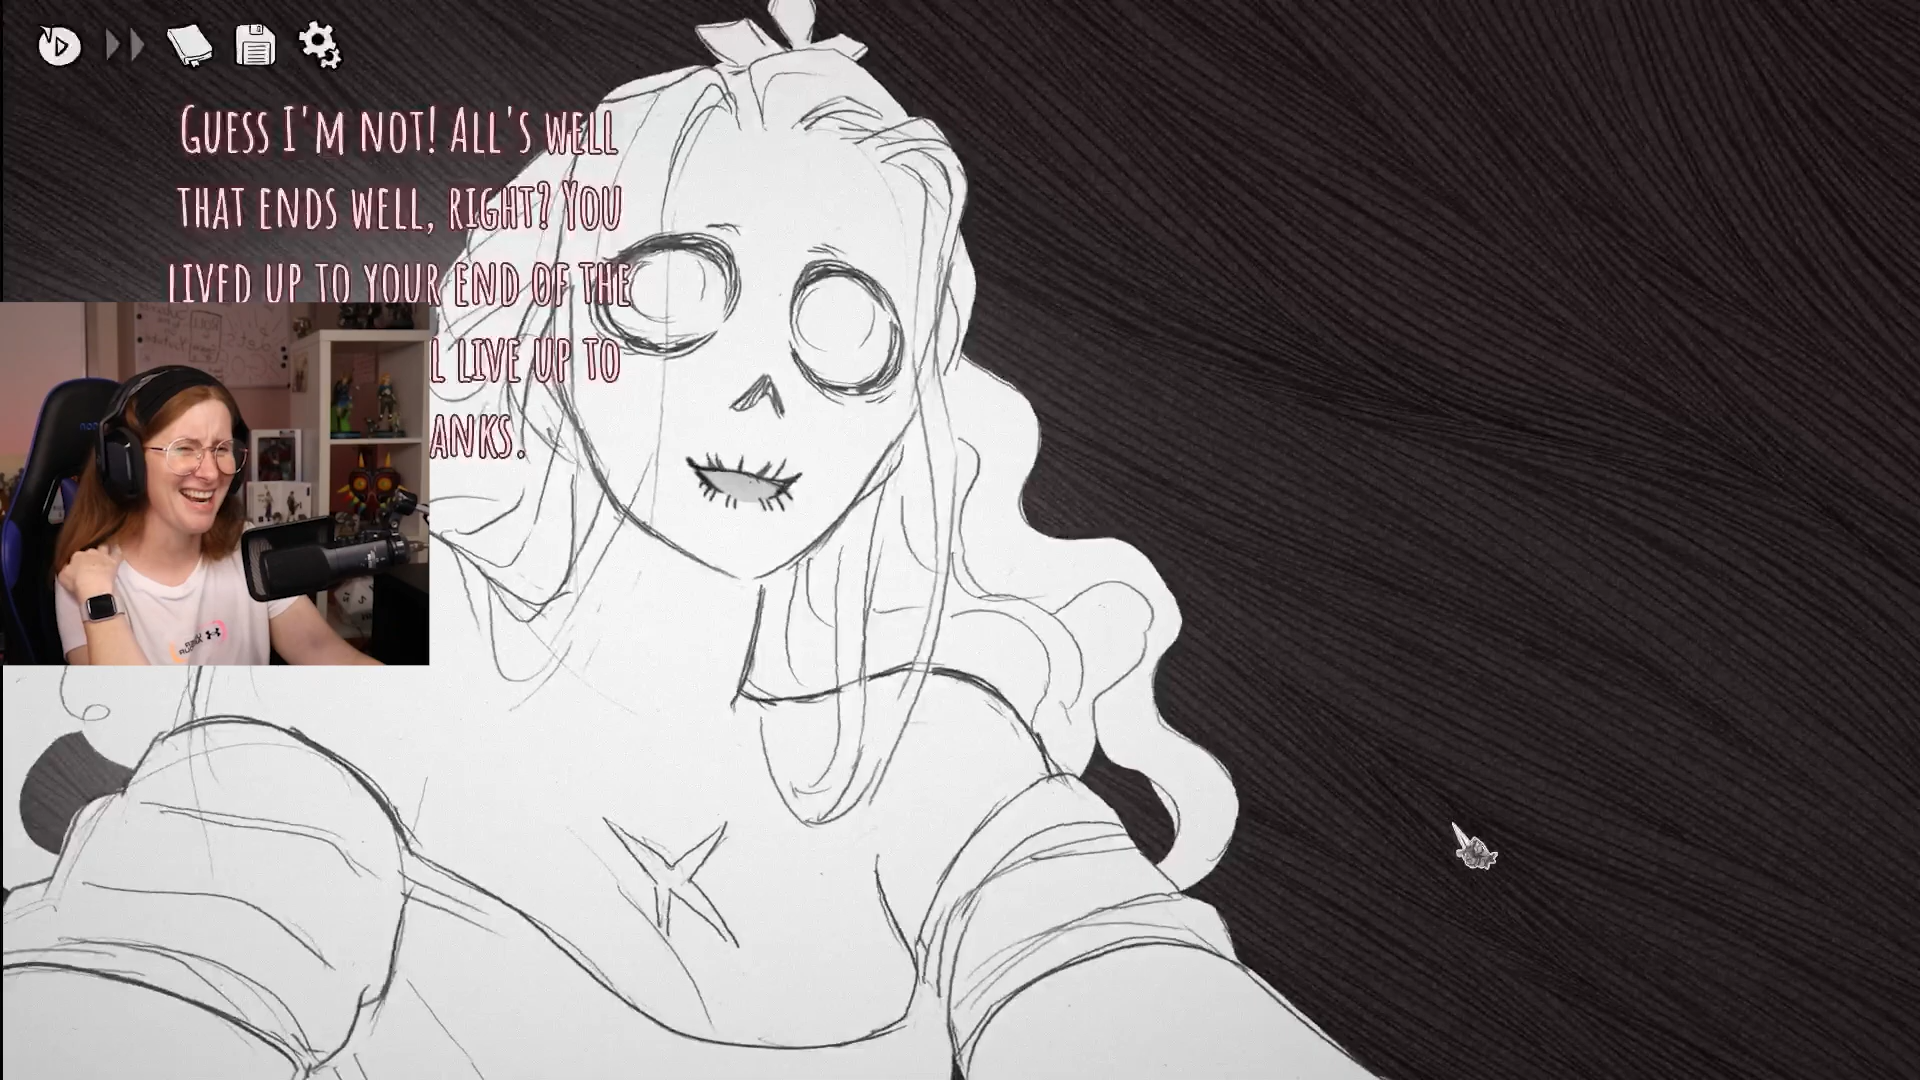 Guess I'm not! All's well
that ends well, right? You
lived up to your end of the
live up to